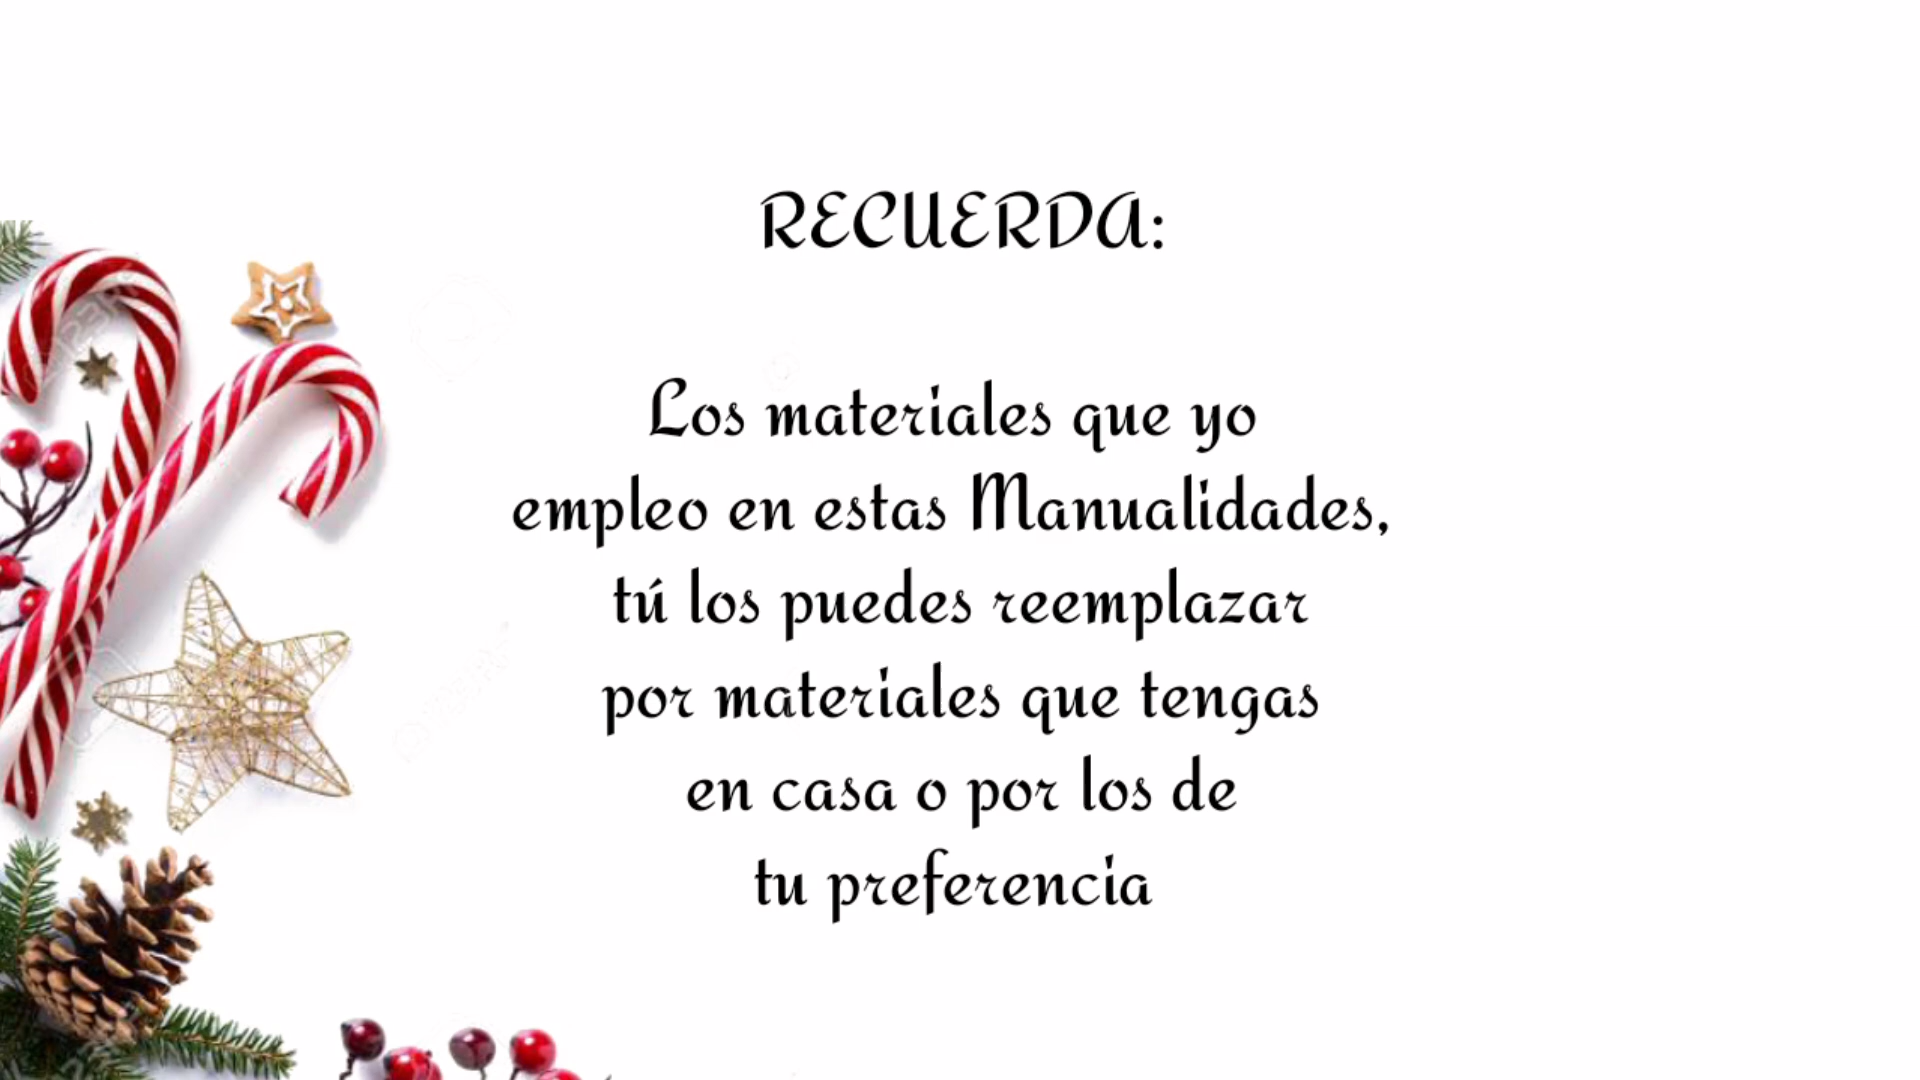 RECUERDA:
Los materiales que yo
empleo en estas Manualidades,
tú los puedes reemplazar
por materiales que tengas
en casa o por los de
tu preferencia